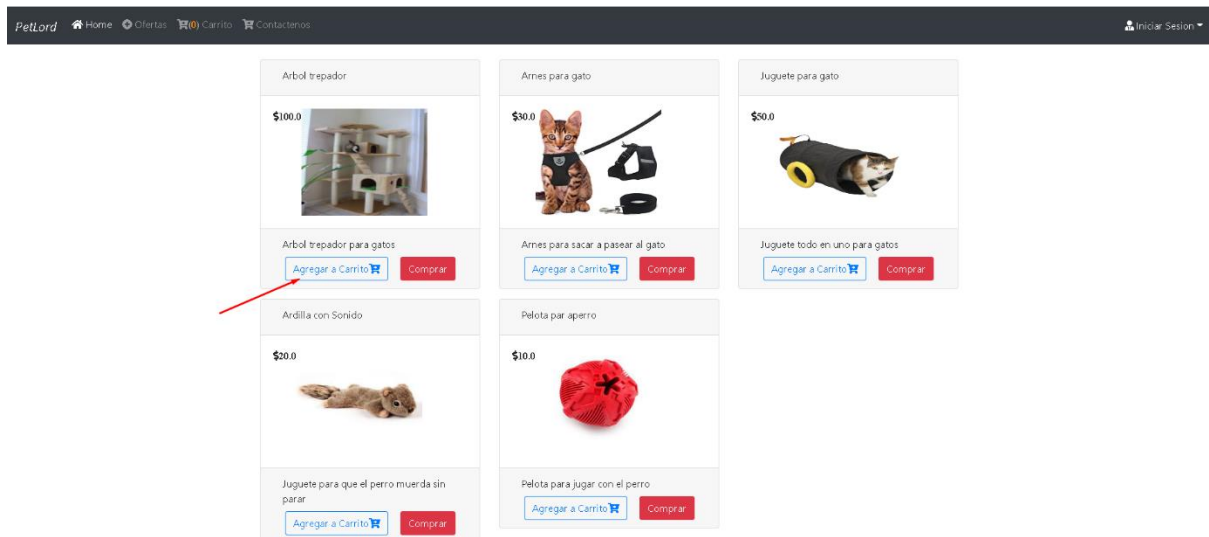 PetLord Home Ofertas (0) Carrito Contactenos Iniciar Sesion
Arbol trepador
$100.0
Arbol trepador para gatos
Agregar a Carrito Comprar
Arnes para gato
$30.0
Arnes para sacar a pasear al gato
Agregar a Carrito Comprar
Juguete para gato
$50.0
Juguete todo en uno para gatos
Agregar a Carrito Comprar
Ardilla con Sonido
$20.0
Juguete para que el perro muerda sin
parar
Agregar a Carrito Comprar
Pelota par aperro
$10.0
Pelota para jugar con el perro
Agregar a Carrito Comprar